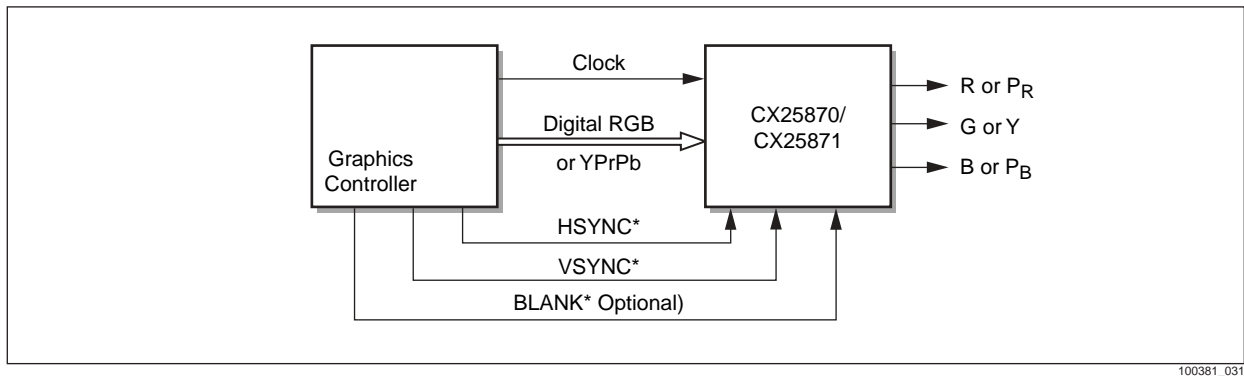 Clock
Digital RGB
or YPrPb
Graphics
Controller
CX25870/
CX25871
R or PR
G or Y
B or PB
HSYNC*
VSYNC*
BLANK* Optional)
100381_031